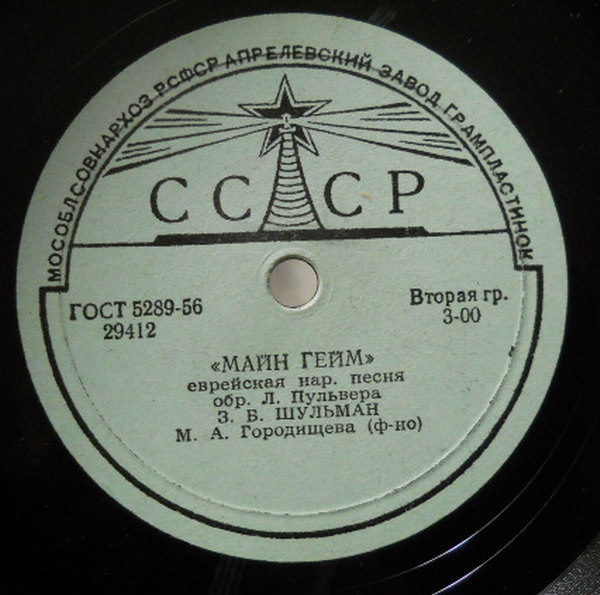 МОСОБЛСОВНАРХОЗ РСФСР АПРЕЛЕВСКИЙ ЗАВОД ГРАМПЛАСТИНОК
СССР
ГОСТ 5289-56
29412
Вторая гр.
3-00
«МАЙН ГЕЙМ»
еврейская нар. песня
обр. Л. Пульвера
З. Б. ШУЛЬМАН
М. А. Городищева (ф-но)